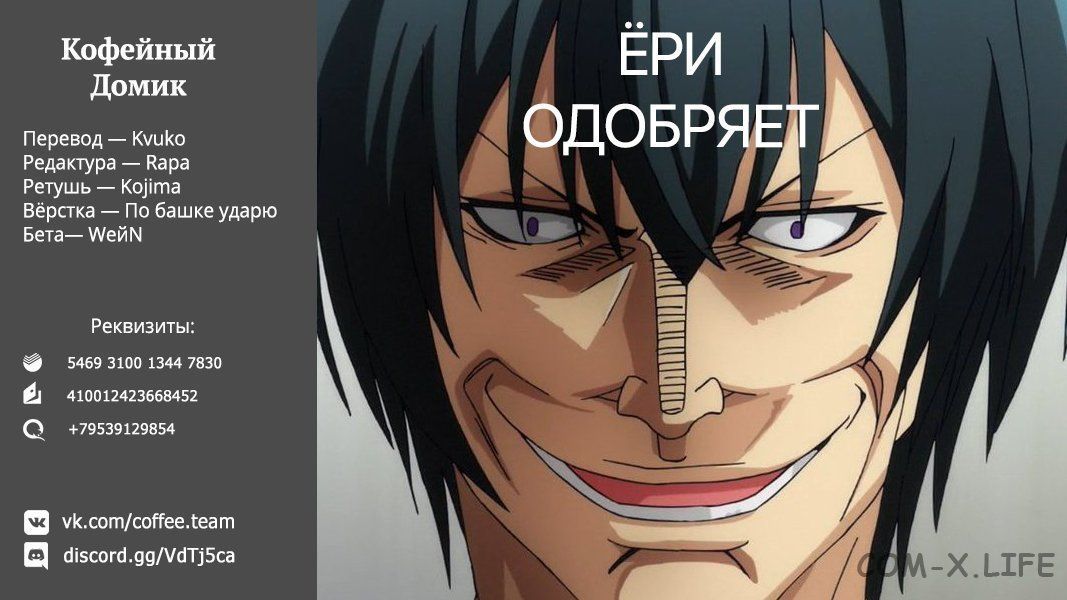 Кофейный
Домик
Перевод — Kvuko
Редактура — Rapa
Ретушь — Kojima
Вёрстка — По башке ударю
Бета— WeйN
Реквизиты:
5469 3100 1344 7830
410012423668452
+79539129854
vk.com/coffee.team
discord.gg/VdTj5ca
ЁРИ
ОДОБРЯЕТ
COM-X.LIFE